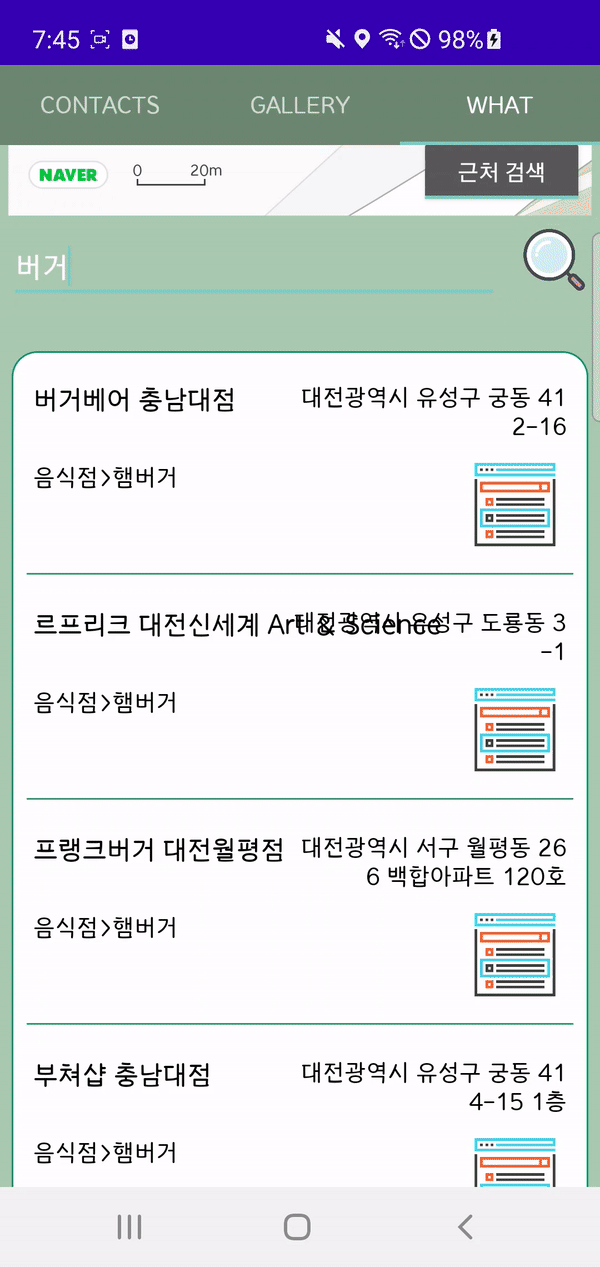 7:45 98%
CONTACTS GALLERY WHAT
NAVER 0 20m 근처 검색
버거
버거베어 충남대점 대전광역시 유성구 궁동 41
2-16
음식점>햄버거
르프리크 대전신세계 Art & Science 대전광역시 유성구 도룡동 3
-1
음식점>햄버거
프랭크버거 대전월평점 대전광역시 서구 월평동 26
6 백합아파트 120호
음식점>햄버거
부쳐샵 충남대점 대전광역시 유성구 궁동 41
4-15 1층
음식점>햄버거